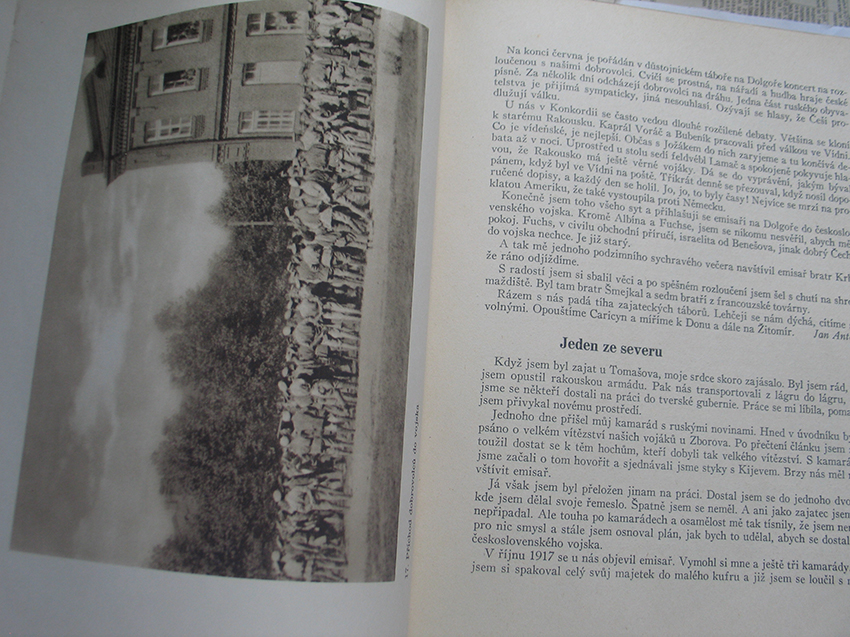 17. Příchod dobrovolců do vojska
Na konci června je pořádán v důstojnickém táboře na Dolgoře koncert na roz-
loučenou s našimi dobrovolci. Cvičí se prostná, na nářadí a hudba hraje české
písně. Za několik dní odcházejí dobrovolci na dráhu. Jedna část ruského obyva-
telstva je přijímá sympaticky, jiná nesouhlasí. Ozývají se hlasy, že Češi pro-
dlužují válku.
U nás v Konkordii se často vedou dlouhé rozčilené debaty. Většina se kloní
k starému Rakousku. Kaprál Voráč a Bubeník pracovali před válkou ve Vídni.
Co je vídeňské, je nejlepší. Občas s Jožákem do nich zaryjeme a tu končívá de-
bata až v noci. Uprostřed u stolu sedí feldvébl Lamač a spokojeně pokyvuje hla-
vou, že Rakousko má ještě věrné vojáky. Dá se do vyprávění, jakým býval
pánem, když byl ve Vídni na poště. Třikrát denně se přezouval, když nosil dopo-
ručené dopisy, a každý den se holil. Jo, jo, to byly časy! Nejvíce se mrzí na pro-
klatou Ameriku, že také vystoupila proti Německu.
Konečně jsem toho všeho syt a přihlašuji se emisaři na Dolgoře do českoslo-
venského vojska. Kromě Albína a Fuchse, jsem se nikomu nesvěřil, abych mě
pokoj. Fuchs, v civilu obchodní příručí, israelita od Benešova, jinak dobrý Čech
do vojska nechce. Je již starý.
A tak mě jednoho podzimního sychravého večera navštívil emisař bratr
že ráno odjíždíme.
S radostí jsem si sbalil věci a po spěšném rozloučení jsem šel s chutí na shro
maždiště. Byl tam bratr Šmejkal a sedm bratří z francouzské továrny.
Rázem s nás padá tíha zajateckých táborů. Lehčeji se nám dýchá, cítíme
volnými. Opouštíme Caricyn a míříme k Donu a dále na Žitomír. Jan Ant
Jeden ze severu
Když jsem byl zajat u Tomašova, moje srdce skoro zajásalo. Byl jsem rád,
jsem opustil rakouskou armádu. Pak nás transportovali z lágru do lágru,
jsme se někteří dostali na práci do tverské gubernie. Práce se mi líbila, poma
jsem přivykal novému prostředí.
Jednoho dne přišel můj kamarád s ruskými novinami. Hned v úvodníku by
psáno o velkém vítězství našich vojáků u Zborova. Po přečtení článku jsem
toužil dostat se k těm hochům, kteří dobyli tak velkého vítězství. S kamará
jsme začali o tom hovořit a sjednávali jsme styky s Kijevem. Brzy nás měl n
vštívit emisař.
Já však jsem byl přeložen jinam na práci. Dostal jsem se do jednoho dvo
kde jsem dělal svoje řemeslo. Špatně jsem se neměl. A ani jako zajatec jsem
nepřipadal. Ale touha po kamarádech a osamělost mě tak tísnily, že jsem nem
pro nic smysl a stále jsem osnoval plán, jak bych to udělal, abych se dostal
československého vojska.
V říjnu 1917 se u nás objevil emisař. Vymohl si mne a ještě tři kamarády
jsem si spakoval celý svůj majetek do malého kufru a již jsem se loučil s